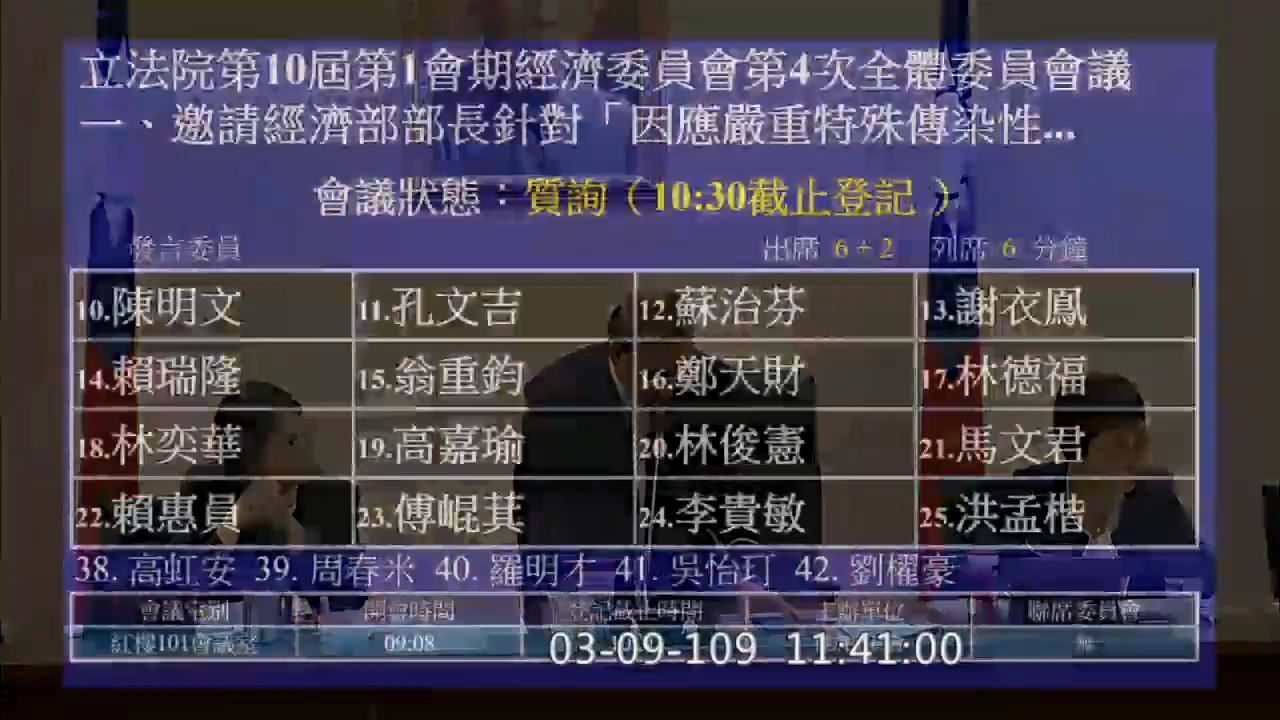 立法院第10屆第1會期經濟委員會第4次全體委員會議
一、邀請經濟部部長針對「因應嚴重特殊傳染性...
會議狀態：質詢（10:30截止登記 ）
發言委員 出席 6 + 2 列席 6 分鐘
10.陳明文 11.孔文吉 12.蘇治芬 13.謝衣鳳
14.賴瑞隆 15.翁重鈞 16.鄭天財 17.林德福
18.林奕華 19.高嘉瑜 20.林俊憲 21.馬文君
22.賴惠員 23.傅崐萁 24.李貴敏 25.洪孟楷
38. 高虹安 39. 周春米 40. 羅明才 41. 吳怡玎 42. 劉櫂豪
會議室別 開會時間 登記截止時間 主辦單位 聯席委員會
紅樓101會議室 09:08
03-09-109 11:41:00